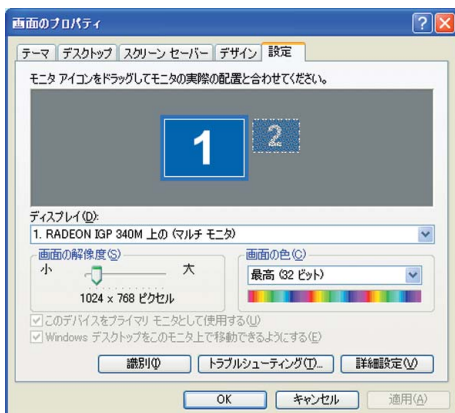 画面のプロパティ
テーマ デスクトップ スクリーン セーバー デザイン 設定
モニタ アイコンをドラッグしてモニタの実際の配置と合わせてください。
1 2
ディスプレイ(D):
1. RADEON IGP 340M 上の (マルチ モニタ)
画面の解像度(S) 画面の色(C)
小 大 最高 (32 ビット)
1024 x 768 ピクセル
このデバイスをプライマリ モニタとして使用する(U)
Windows デスクトップをこのモニタ上で移動できるようにする(E)
識別(I) トラブルシューティング(T)... 詳細設定(V)
OK キャンセル 適用(A)